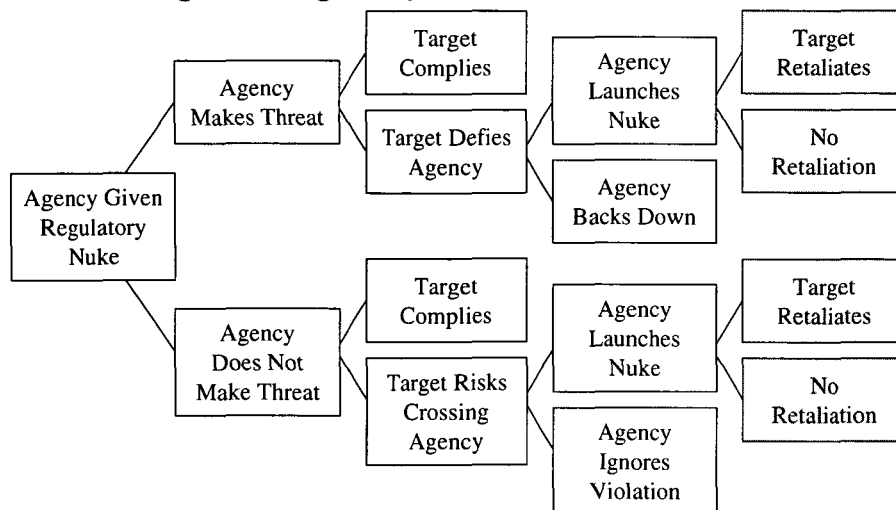 Target
Complies
Agency
Makes Threat
Target Defies
Agency
Agency
Launches
Nuke
Target
Retaliates
No
Retaliation
Agency
Backs Down
Agency Given
Regulatory
Nuke
Agency
Does Not
Make Threat
Target
Complies
Target Risks
Crossing
Agency
Agency
Launches
Nuke
Target
Retaliates
No
Retaliation
Agency
Ignores
Violation